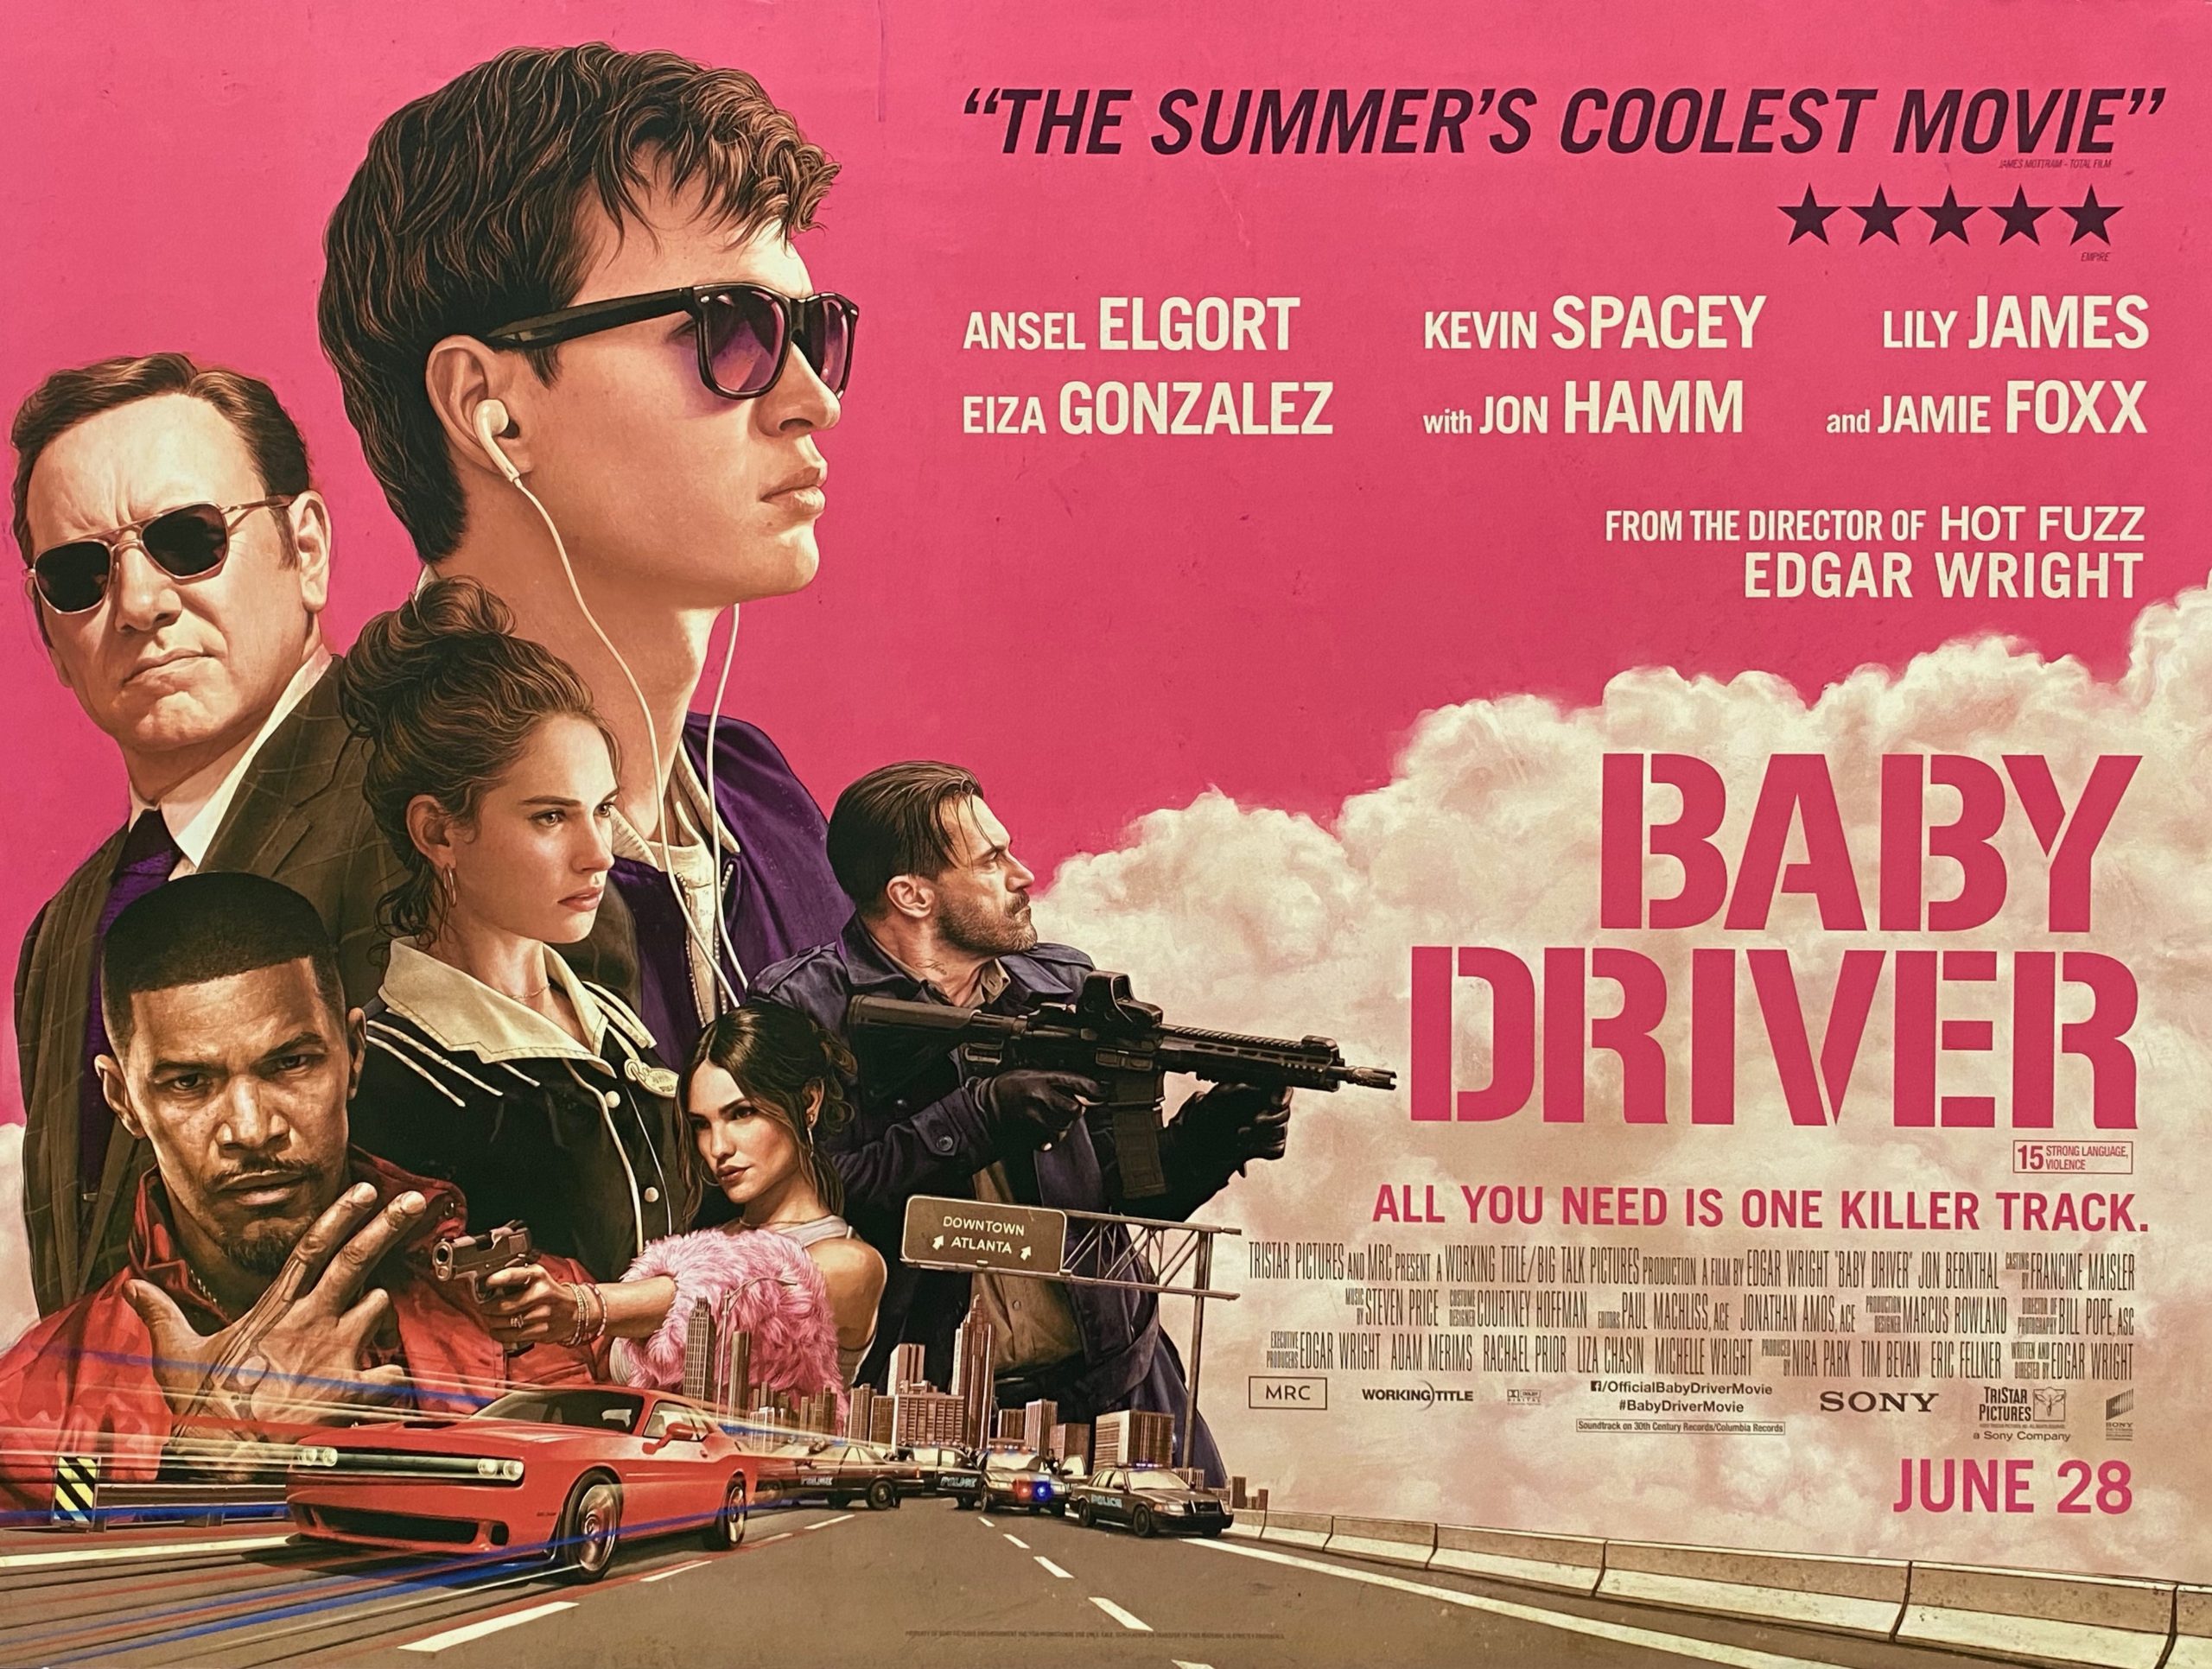 “THE SUMMER’S COOLEST MOVIE”
JAMES MOTTRAM - TOTAL FILM
★★★★★
EMPIRE
ANSEL ELGORT KEVIN SPACEY LILY JAMES
EIZA GONZALEZ with JON HAMM and JAMIE FOXX
FROM THE DIRECTOR OF HOT FUZZ
EDGAR WRIGHT
BABY
DRIVER
15 STRONG LANGUAGE, VIOLENCE
ALL YOU NEED IS ONE KILLER TRACK.
TRISTAR PICTURES AND MRC PRESENT A WORKING TITLE/BIG TALK PICTURES PRODUCTION A FILM BY EDGAR WRIGHT "BABY DRIVER" JON BERNTHAL CASTING BY FRANCINE MAISLER
MUSIC BY STEVEN PRICE COSTUME DESIGNER COURTNEY HOFFMAN EDITORS PAUL MACHLISS, ACE JONATHAN AMOS, ACE PRODUCTION DESIGNER MARCUS ROWLAND DIRECTOR OF PHOTOGRAPHY BILL POPE, ASC
EXECUTIVE PRODUCERS EDGAR WRIGHT ADAM MERIMS RACHAEL PRIOR LIZA CHASIN MICHELLE WRIGHT PRODUCED BY NIRA PARK TIM BEVAN ERIC FELLNER WRITTEN AND DIRECTED BY EDGAR WRIGHT
MRC WORKING TITLE DOLBY DIGITAL f/OfficialBabyDriverMovie SONY TRISTAR PICTURES SONY
#BabyDriverMovie
a Sony Company
Soundtrack on 30th Century Records/Columbia Records
JUNE 28
DOWNTOWN
ATLANTA
POLICE
POLICE
POLICE